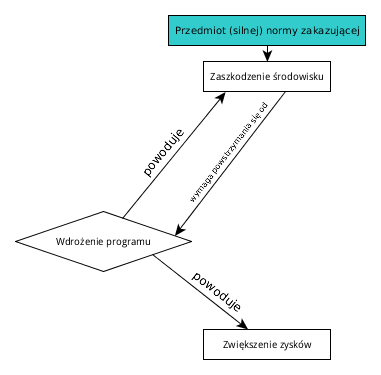 Przedmiot (silnej) normy zakazującej
Zaszkodzenie środowisku
powoduje
wymaga powstrzymania się od
Wdrożenie programu
powoduje
Zwiększenie zysków